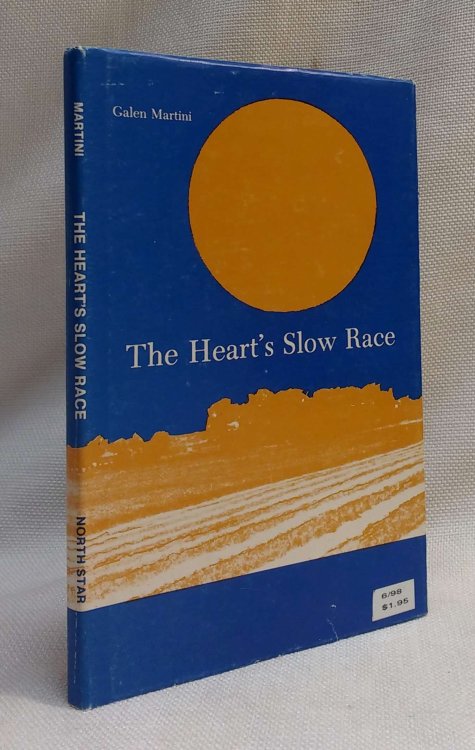 MARTINI
THE HEART'S SLOW RACE
NORTH STAR
Galen Martini
The Heart's Slow Race
6/98
$1.95